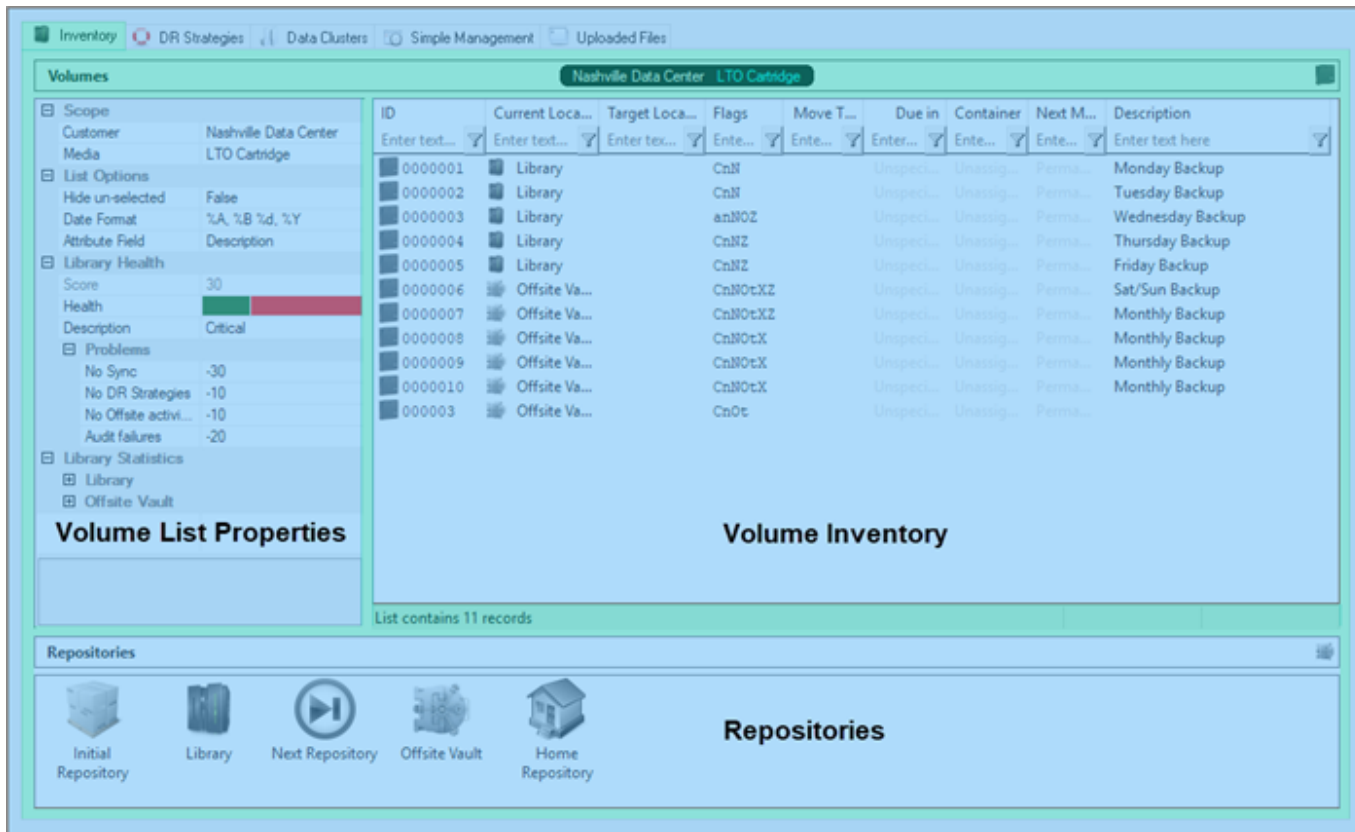 Inventory DR Strategies Data Clusters Simple Management Uploaded Files
Volumes Nashville Data Center LTO Cartridge
Scope
Customer Nashville Data Center
Media LTO Cartridge
List Options
Hide un-selected False
Date Format %A, %B %d, %Y
Attribute Field Description
Library Health
Score 30
Health
Description Critical
Problems
No Sync -30
No DR Strategies -10
No Offsite activi... -10
Audit failures -20
Library Statistics
Library
Offsite Vault
Volume List Properties
ID Current Loca... Target Loca... Flags Move T... Due in Container Next M... Description
Enter text... Enter text... Enter tex... Ente... Ente... Enter... Ente... Ente... Enter text here
0000001 Library CnN Unspeci... Unassig... Perma... Monday Backup
0000002 Library CnN Unspeci... Unassig... Perma... Tuesday Backup
0000003 Library anNOZ Unspeci... Unassig... Perma... Wednesday Backup
0000004 Library CnNZ Unspeci... Unassig... Perma... Thursday Backup
0000005 Library CnNZ Unspeci... Unassig... Perma... Friday Backup
0000006 Offsite Va... CnNOtXZ Unspeci... Unassig... Perma... Sat/Sun Backup
0000007 Offsite Va... CnNOtXZ Unspeci... Unassig... Perma... Monthly Backup
0000008 Offsite Va... CnNOtX Unspeci... Unassig... Perma... Monthly Backup
0000009 Offsite Va... CnNOtX Unspeci... Unassig... Perma... Monthly Backup
0000010 Offsite Va... CnNOtX Unspeci... Unassig... Perma... Monthly Backup
000003 Offsite Va... CnOt Unspeci... Unassig... Perma...
Volume Inventory
List contains 11 records
Repositories
Initial Repository
Library
Next Repository
Offsite Vault
Home Repository
Repositories